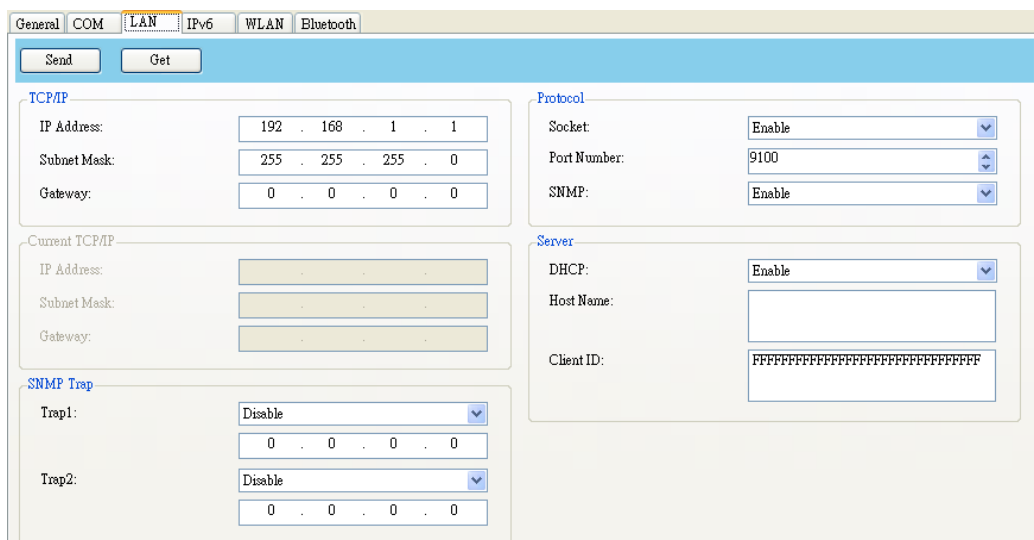 General COM LAN IPv6 WLAN Bluetooth
Send Get
TCP/IP
IP Address: 192 . 168 . 1 . 1
Subnet Mask: 255 . 255 . 255 . 0
Gateway: 0 . 0 . 0 . 0
Current TCP/IP
IP Address: . . .
Subnet Mask: . . .
Gateway: . . .
SNMP Trap
Trap1: Disable
0 . 0 . 0 . 0
Trap2: Disable
0 . 0 . 0 . 0
Protocol
Socket: Enable
Port Number: 9100
SNMP: Enable
Server
DHCP: Enable
Host Name:
Client ID: FFFFFFFFFFFFFFFFFFFFFFFFFFFFFFFF